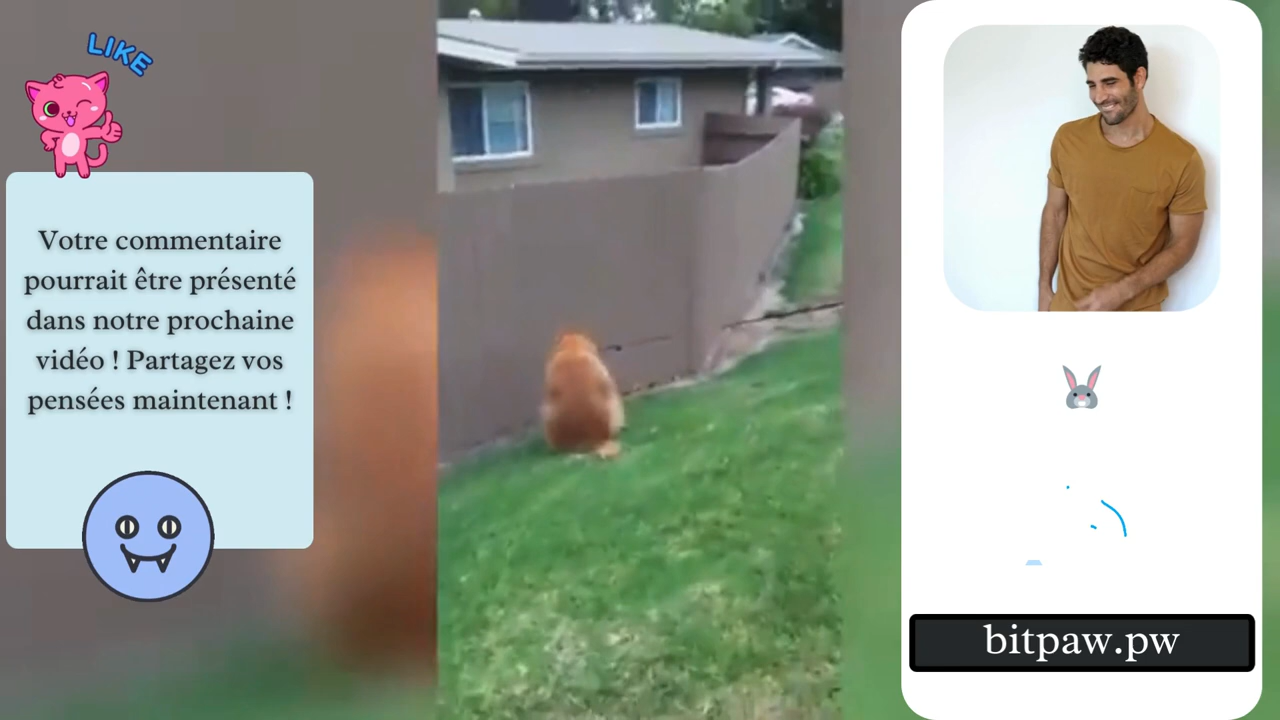 LIKE
Votre commentaire
pourrait être présenté
dans notre prochaine
vidéo ! Partagez vos
pensées maintenant !
bitpaw.pw